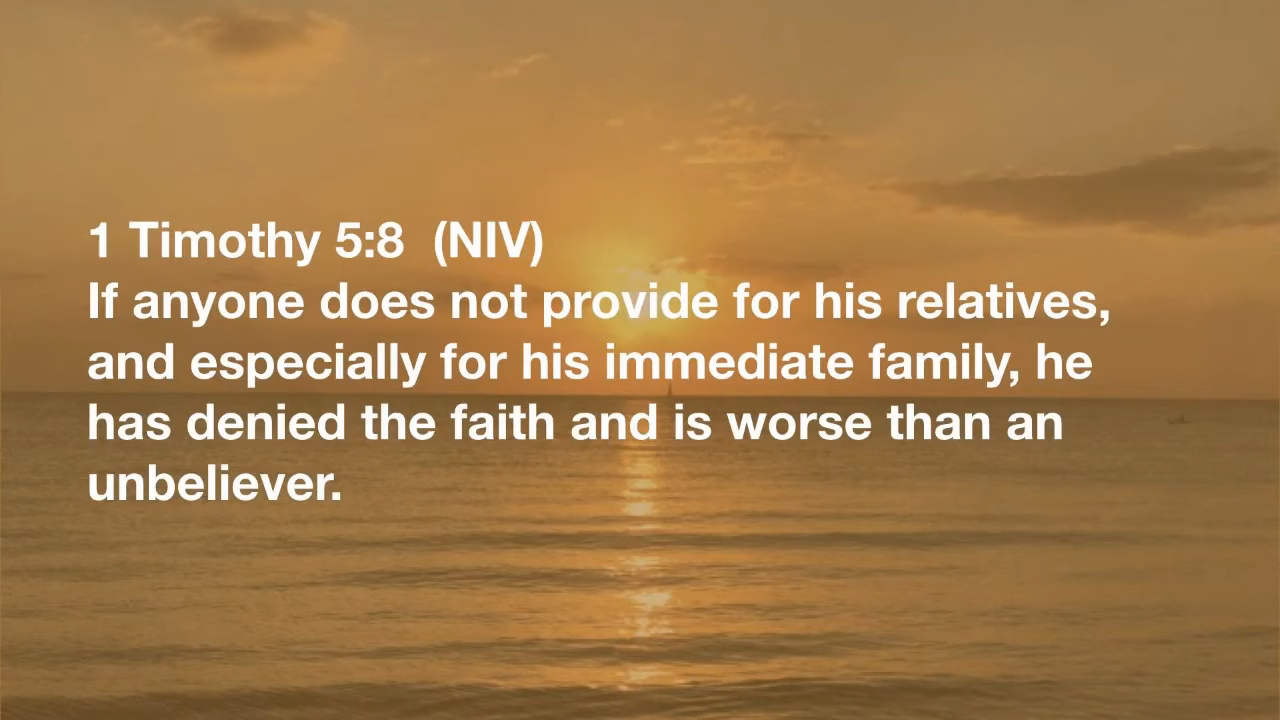 1 Timothy 5:8  (NIV)
If anyone does not provide for his relatives,
and especially for his immediate family, he
has denied the faith and is worse than an
unbeliever.